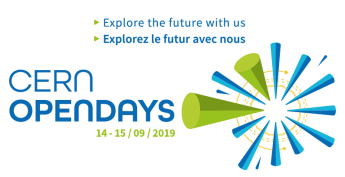 Explore the future with us
Explorez le futur avec nous
CERN
OPENDAYS
14 - 15 / 09 / 2019